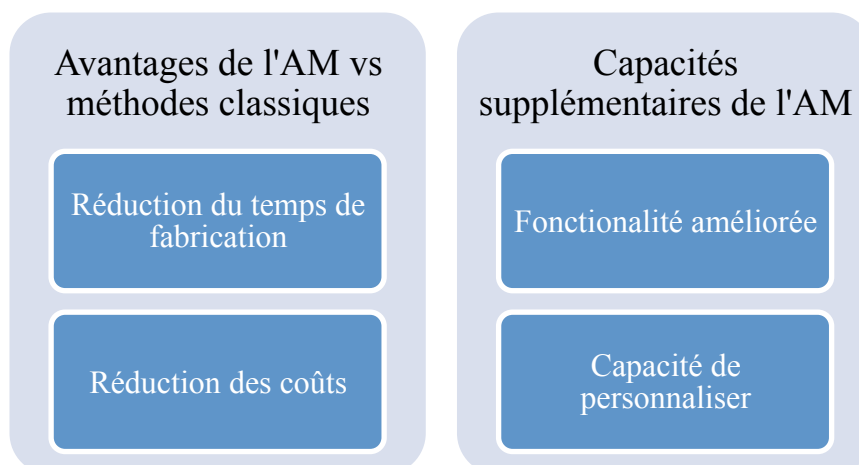 Avantages de l'AM vs
méthodes classiques
Réduction du temps de
fabrication
Réduction des coûts
Capacités
supplémentaires de l'AM
Fonctionalité améliorée
Capacité de
personnaliser